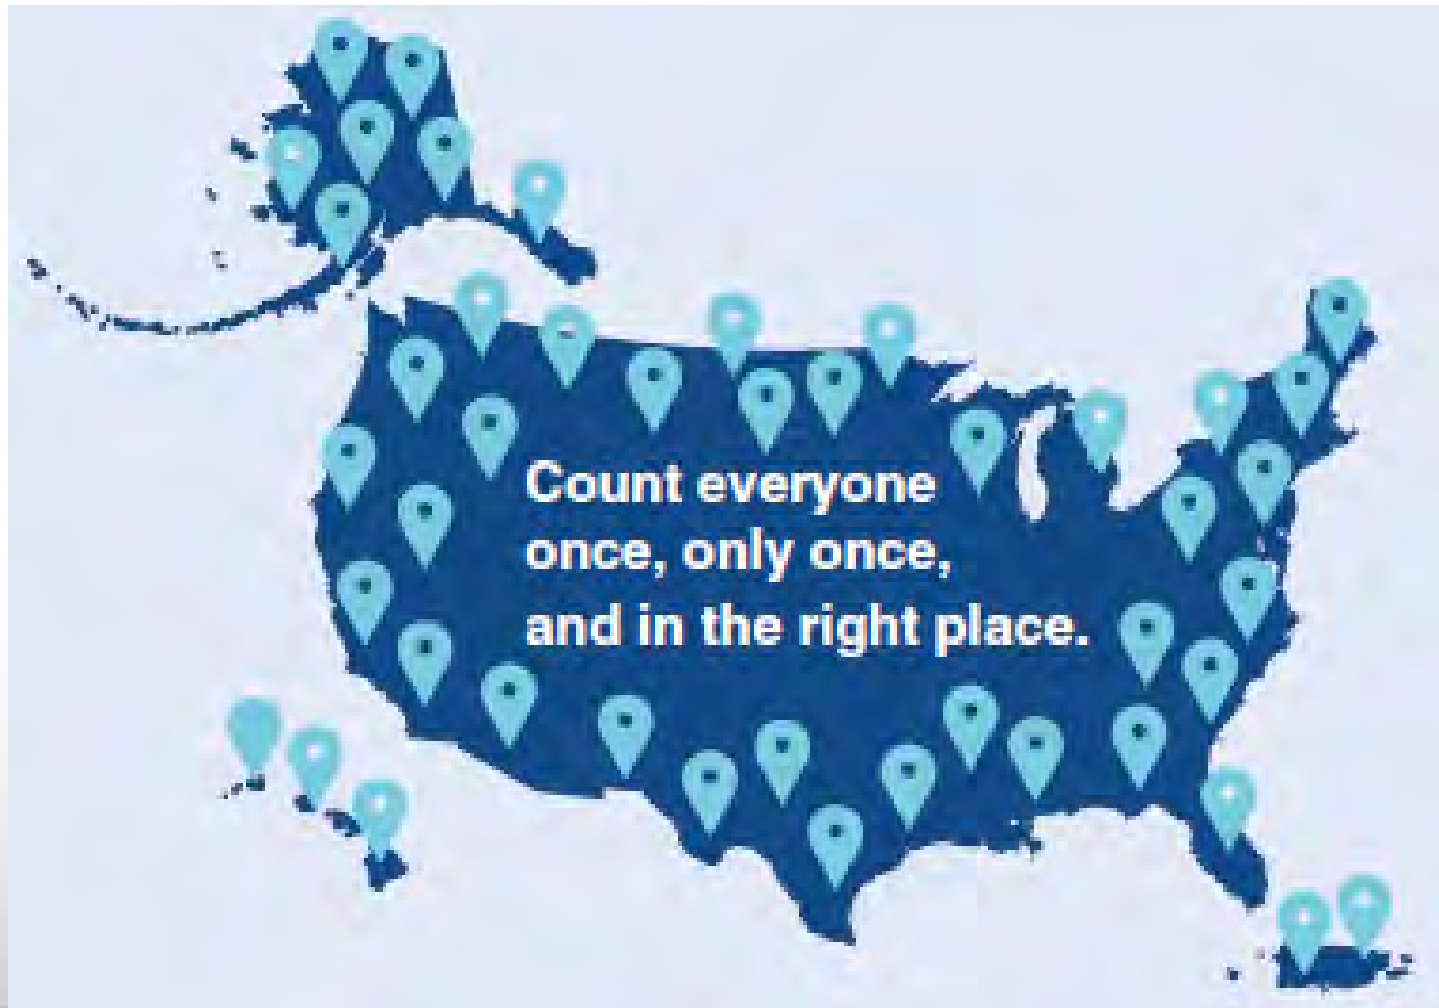 Count everyone
once, only once,
and in the right place.